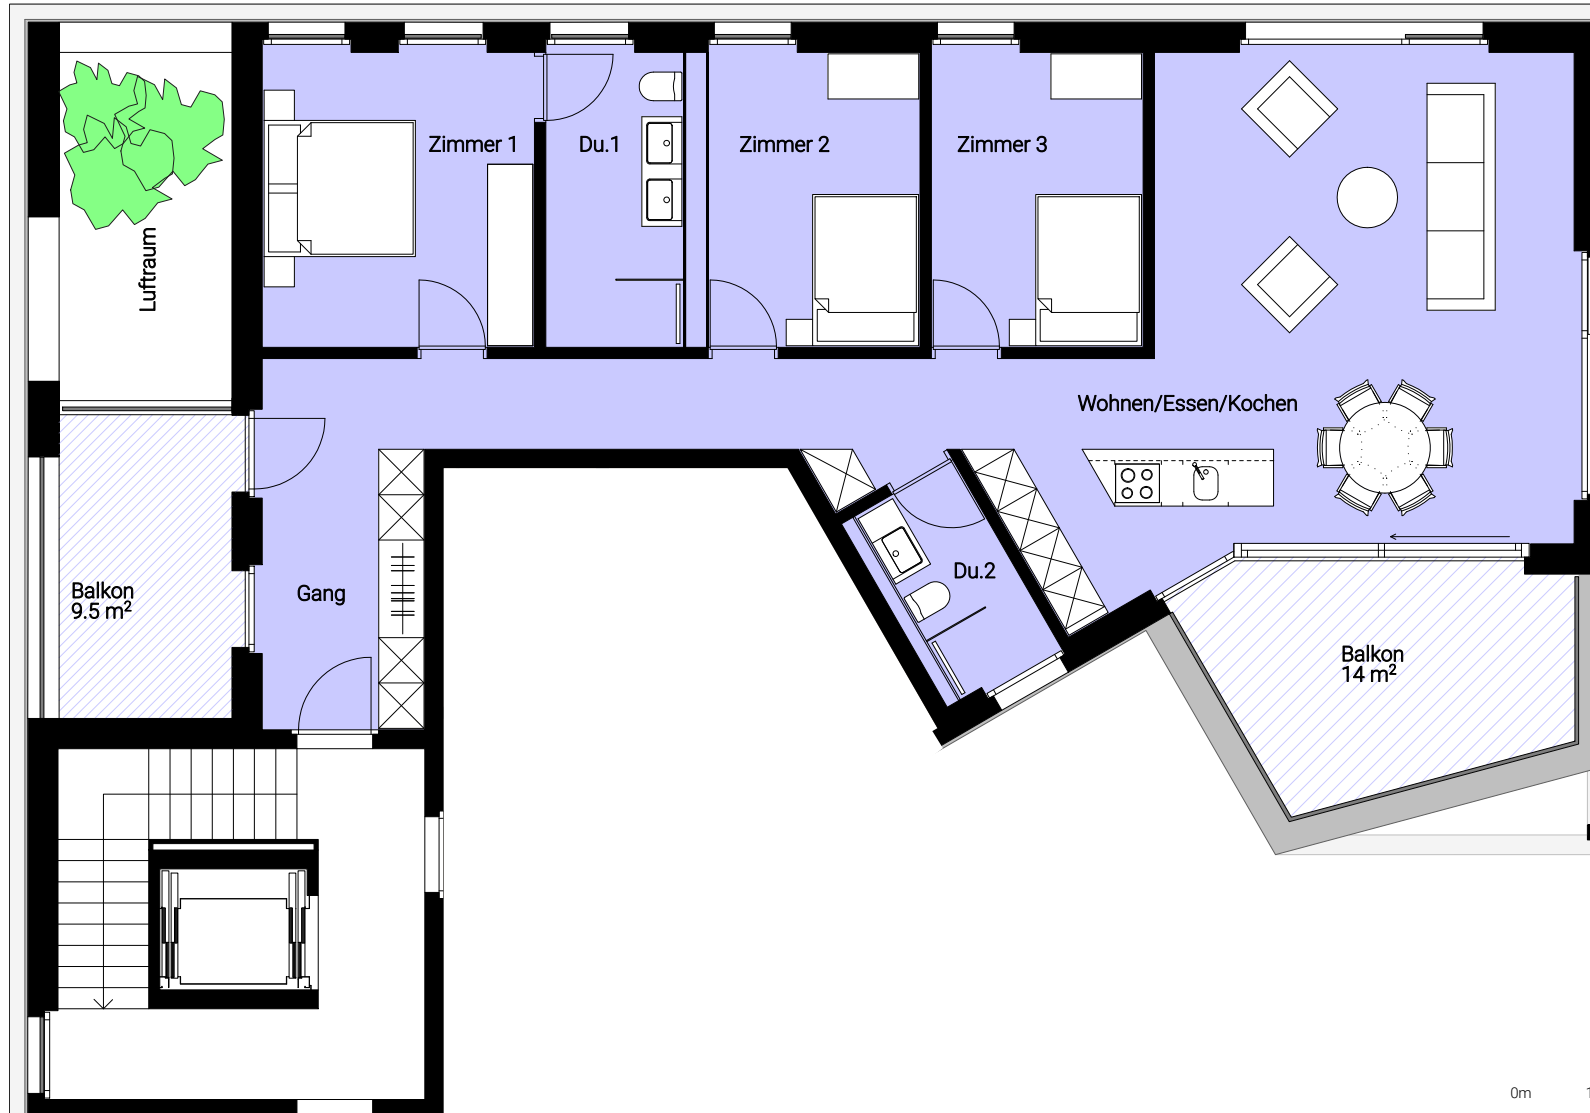 Zimmer 1
Du.1
Zimmer 2
Zimmer 3
Luftraum
Wohnen/Essen/Kochen
Balkon
9.5 m²
Gang
Du.2
Balkon
14 m²
0m
1